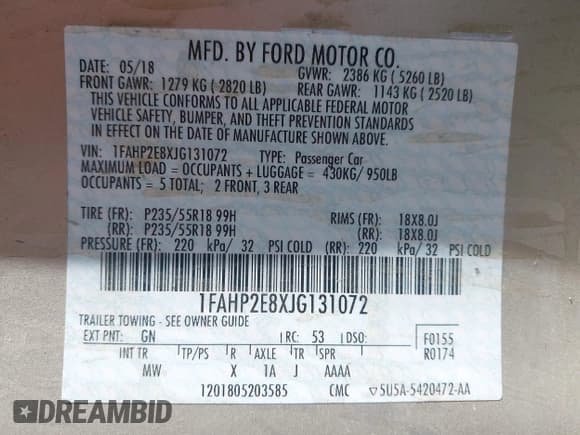 MFD. BY FORD MOTOR CO.
DATE: 05/18 GVWR: 2386 KG ( 5260 LB)
FRONT GAWR: 1279 KG ( 2820 LB) REAR GAWR: 1143 KG ( 2520 LB)
THIS VEHICLE CONFORMS TO ALL APPLICABLE FEDERAL MOTOR
VEHICLE SAFETY, BUMPER, AND THEFT PREVENTION STANDARDS
IN EFFECT ON THE DATE OF MANUFACTURE SHOWN ABOVE.
VIN: 1FAHP2E8XJG131072 TYPE: Passenger Car
MAXIMUM LOAD = OCCUPANTS + LUGGAGE = 430KG/ 950LB
OCCUPANTS = 5 TOTAL; 2 FRONT, 3 REAR
TIRE (FR): P235/55R18 99H RIMS (FR): 18X8.0J
(RR): P235/55R18 99H (RR): 18X8.0J
PRESSURE (FR): 220 kPa/ 32 PSI COLD (RR): 220 kPa/ 32 PSI COLD
1FAHP2E8XJG131072
TRAILER TOWING - SEE OWNER GUIDE
EXT PNT: GN RC: 53 DSO: F0155
INT TR TP/PS R AXLE TR SPR R0174
MW X 1A J AAAA
1201805203585 CMC ▽5U5A-5420472-AA
DREAMBID